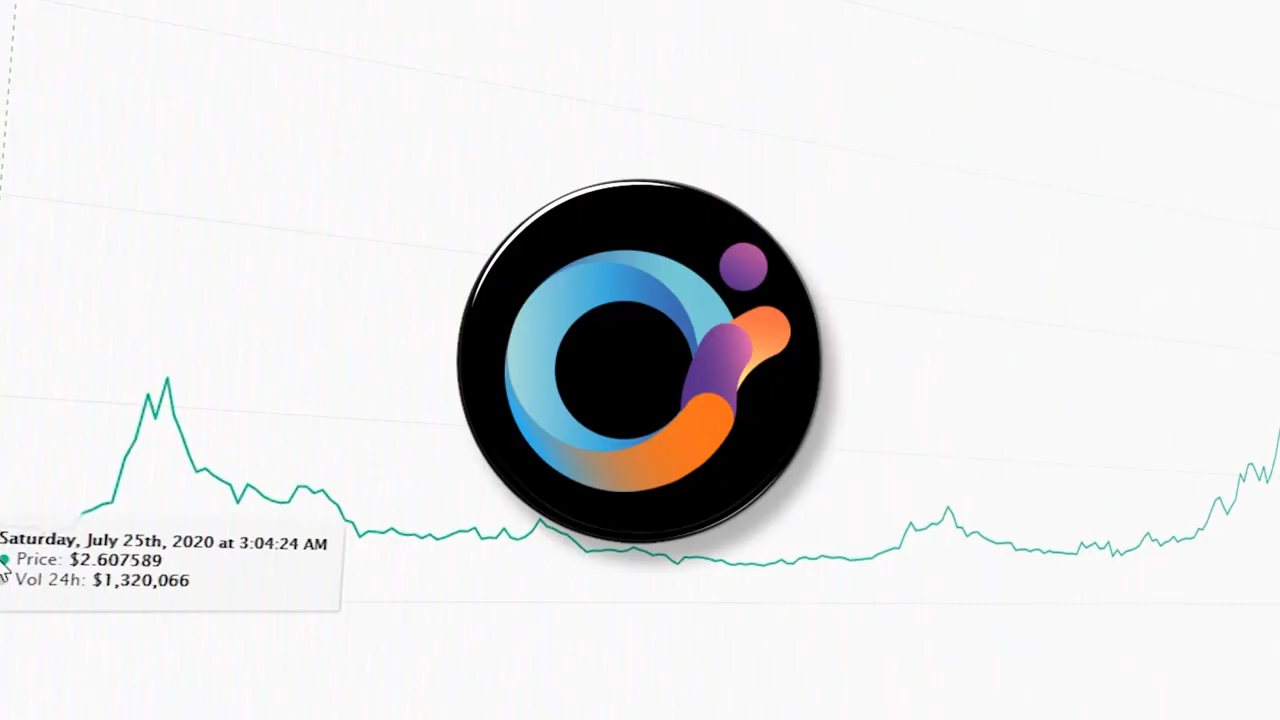 Saturday, July 25th, 2020 at 3:04:24 AM
Price: $2.607589
Vol 24h: $1,320,066